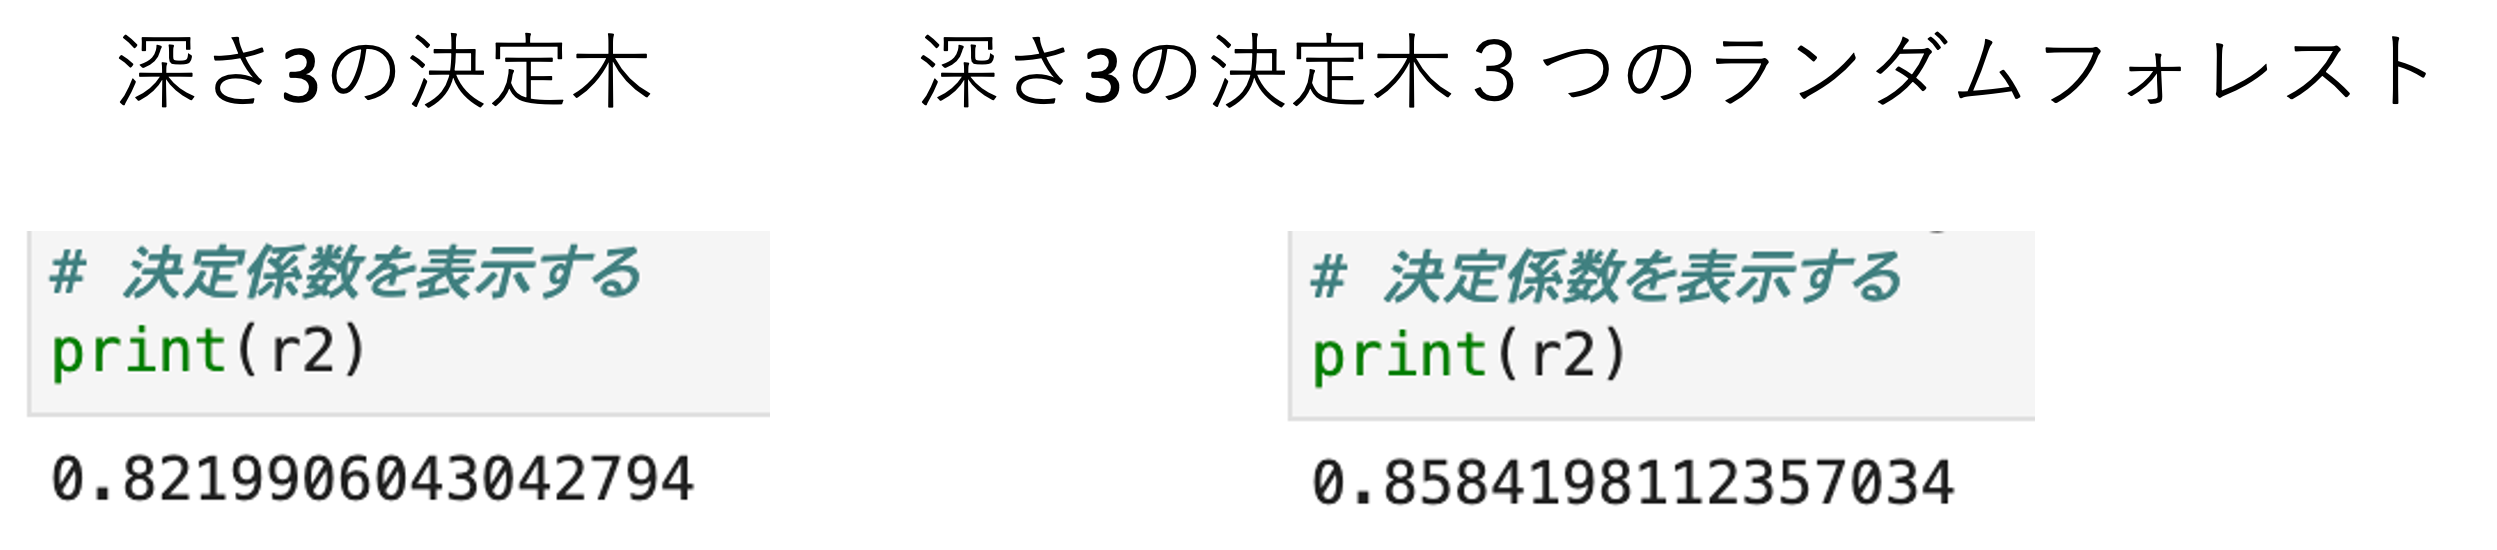 深さ3の決定木
深さ3の決定木３つのランダムフォレスト
# 決定係数を表示する
print(r2)
0.8219906043042794
# 決定係数を表示する
print(r2)
0.8584198112357034